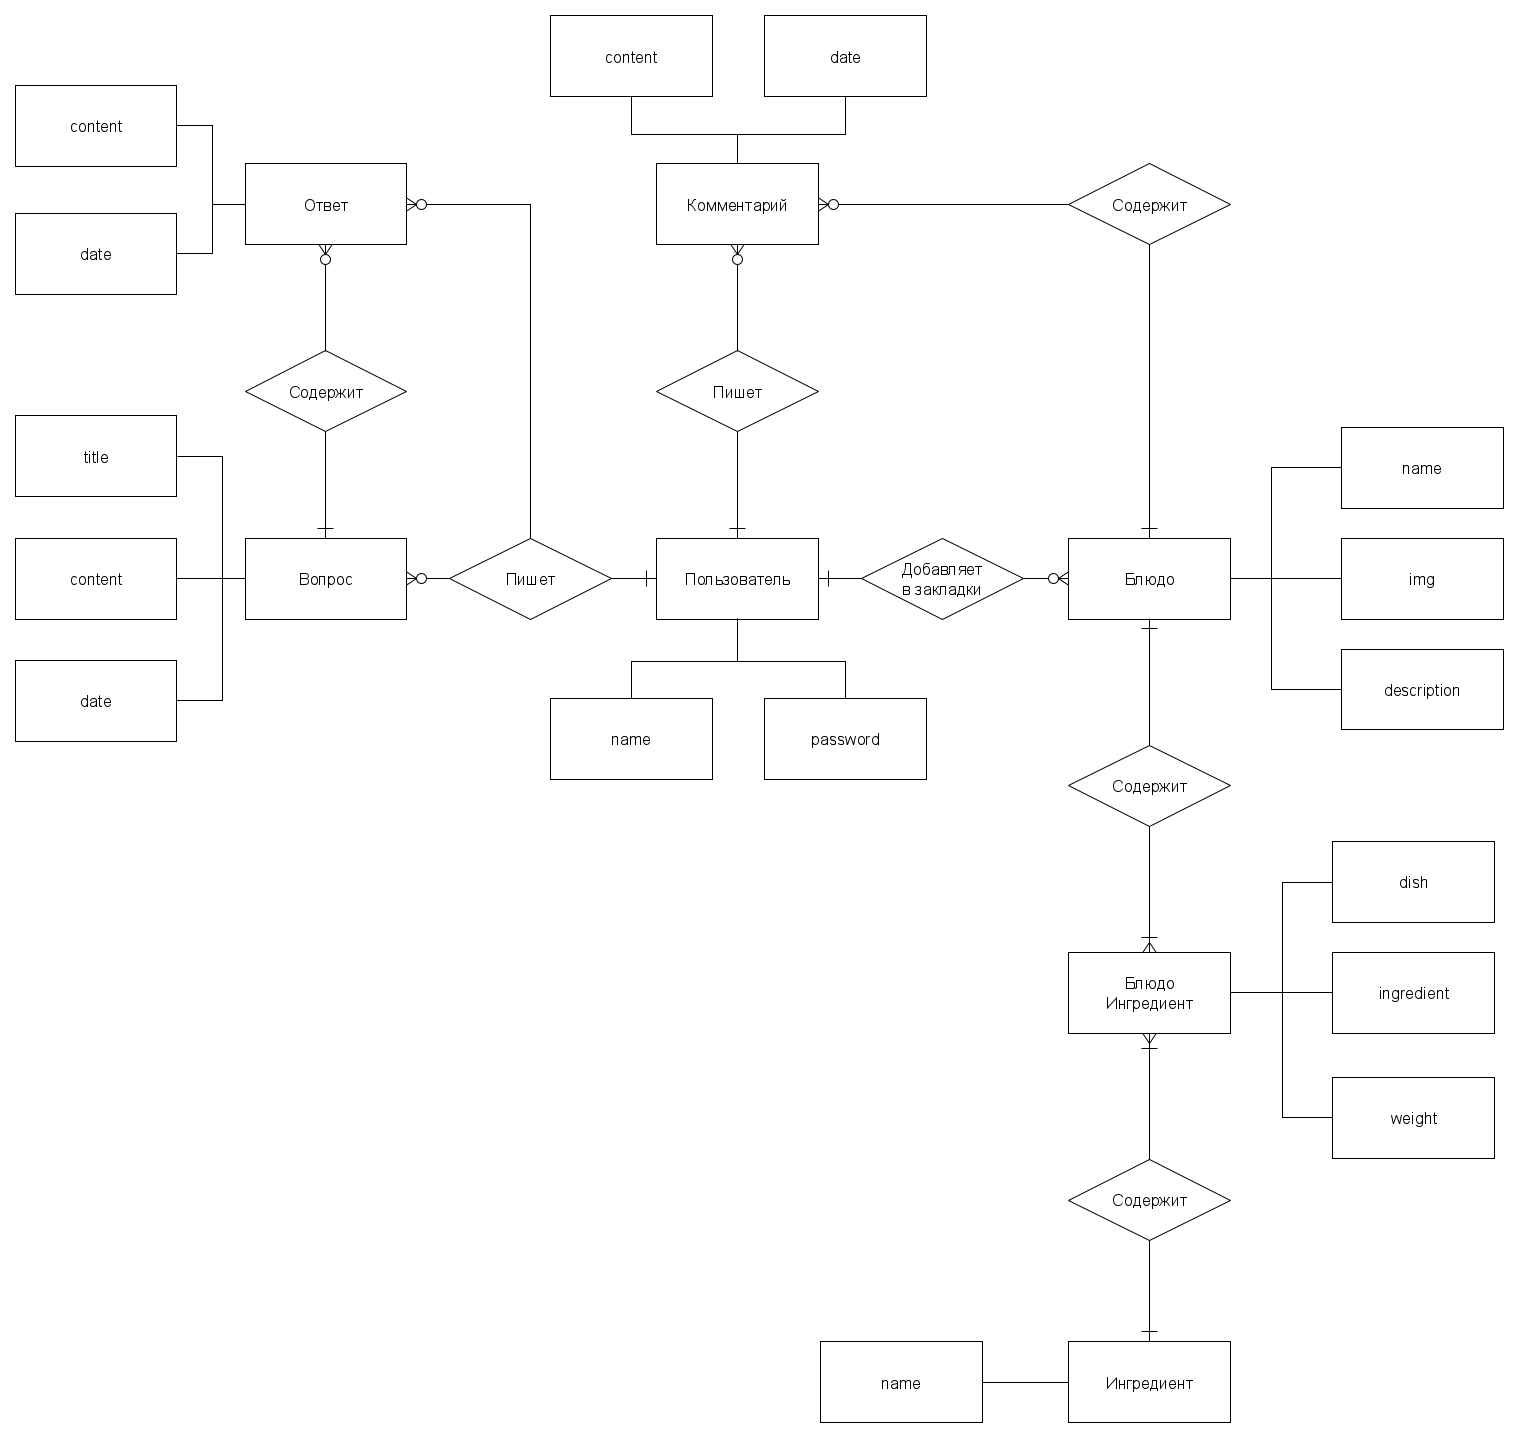 content
date
content
Ответ
Комментарий
Содержит
date
Содержит
Пишет
title
name
content
Вопрос
Пишет
Пользователь
Добавляет
в закладки
Блюдо
img
date
description
name
password
Содержит
dish
Блюдо
Ингредиент
ingredient
weight
Содержит
name
Ингредиент